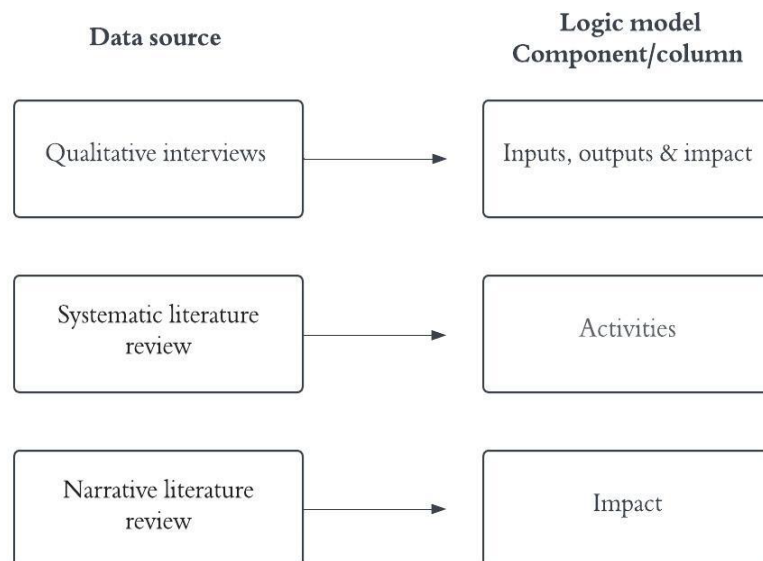 Data source
Logic model
Component/column
Qualitative interviews
Inputs, outputs & impact
Systematic literature
review
Activities
Narrative literature
review
Impact